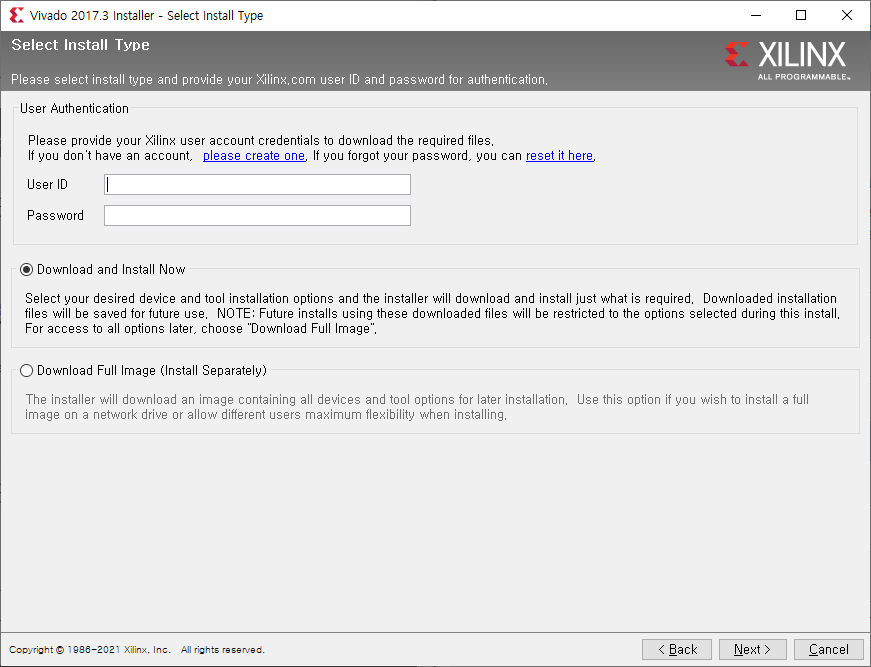 Vivado 2017.3 Installer - Select Install Type
Select Install Type
XILINX
ALL PROGRAMMABLE™
Please select install type and provide your Xilinx.com user ID and password for authentication.
User Authentication
Please provide your Xilinx user account credentials to download the required files.
If you don't have an account, please create one. If you forgot your password, you can reset it here.
User ID
Password
Download and Install Now
Select your desired device and tool installation options and the installer will download and install just what is required. Downloaded installation
files will be saved for future use. NOTE: Future installs using these downloaded files will be restricted to the options selected during this install.
For access to all options later, choose "Download Full Image".
Download Full Image (Install Separately)
The installer will download an image containing all devices and tool options for later installation. Use this option if you wish to install a full
image on a network drive or allow different users maximum flexibility when installing.
Copyright © 1986-2021 Xilinx, Inc. All rights reserved.
< Back
Next >
Cancel